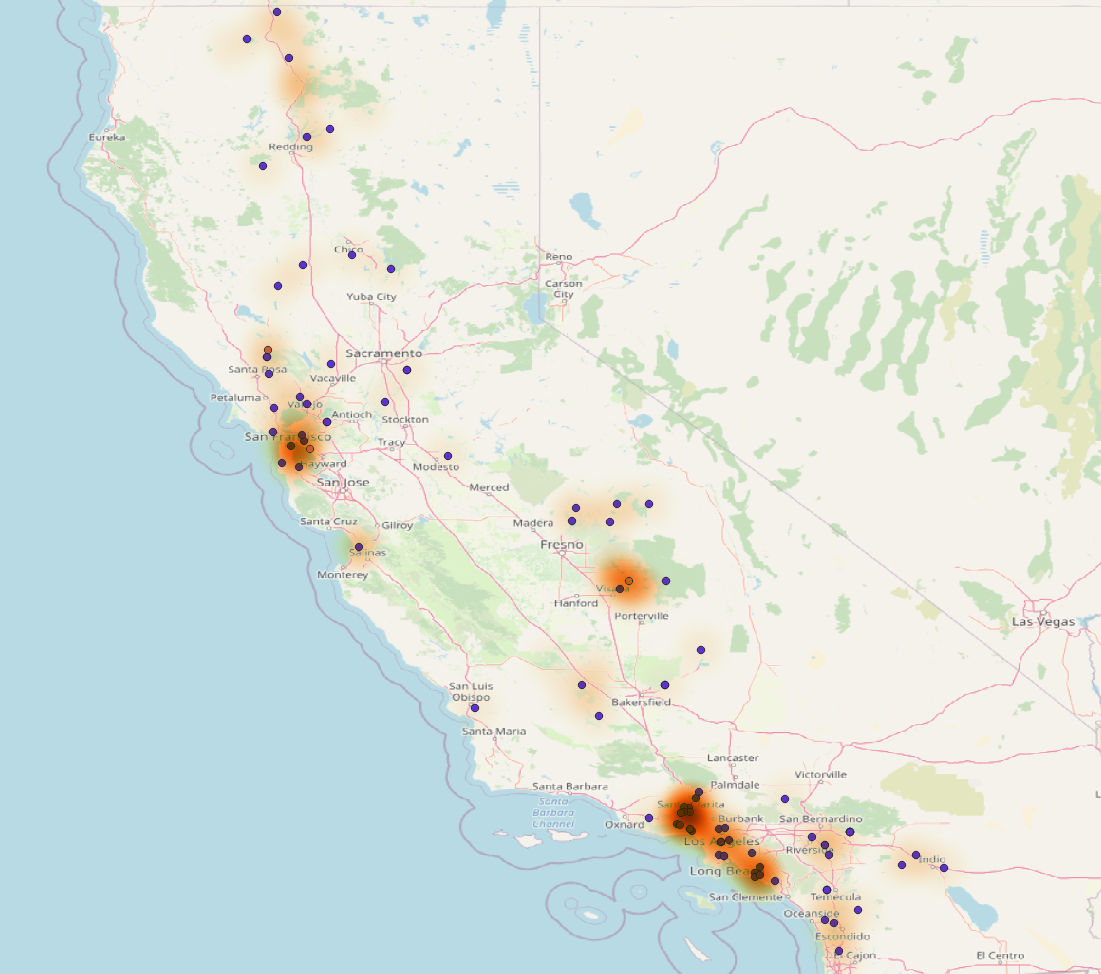 Eureka
Redding
Chico
Reno
Carson
City
Yuba City
Sacramento
Santa Rosa
Vacaville
Petaluma
Vallejo
Antioch
Stockton
San Francisco
Tracy
Hayward
Modesto
San Jose
Merced
Santa Cruz
Gilroy
Madera
Fresno
Salinas
Monterey
Visalia
Hanford
Porterville
Las Vegas
San Luis
Obispo
Bakersfield
Santa Maria
Lancaster
Victorville
Santa Barbara
Palmdale
Santa
Barbara
Channel
Santa Clarita
Oxnard
Burbank
San Bernardino
Los Angeles
Riverside
Indio
Long Beach
San Clemente
Temecula
Oceanside
Escondido
El Cajon
El Centro